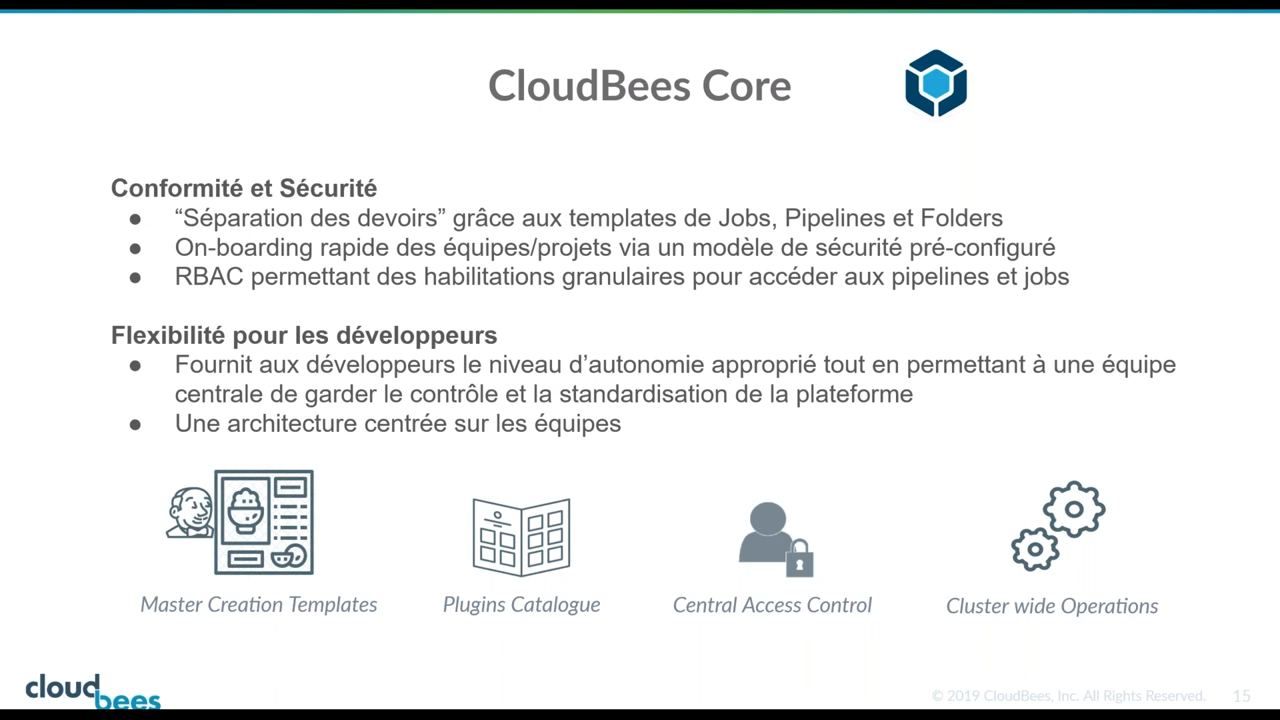 CloudBees Core
Conformité et Sécurité
● “Séparation des devoirs” grâce aux templates de Jobs, Pipelines et Folders
● On-boarding rapide des équipes/projets via un modèle de sécurité pré-configuré
● RBAC permettant des habilitations granulaires pour accéder aux pipelines et jobs
Flexibilité pour les développeurs
● Fournit aux développeurs le niveau d’autonomie approprié tout en permettant à une équipe
centrale de garder le contrôle et la standardisation de la plateforme
● Une architecture centrée sur les équipes
Master Creation Templates
Plugins Catalogue
Central Access Control
Cluster wide Operations
cloudbees
© 2019 CloudBees, Inc. All Rights Reserved.
15